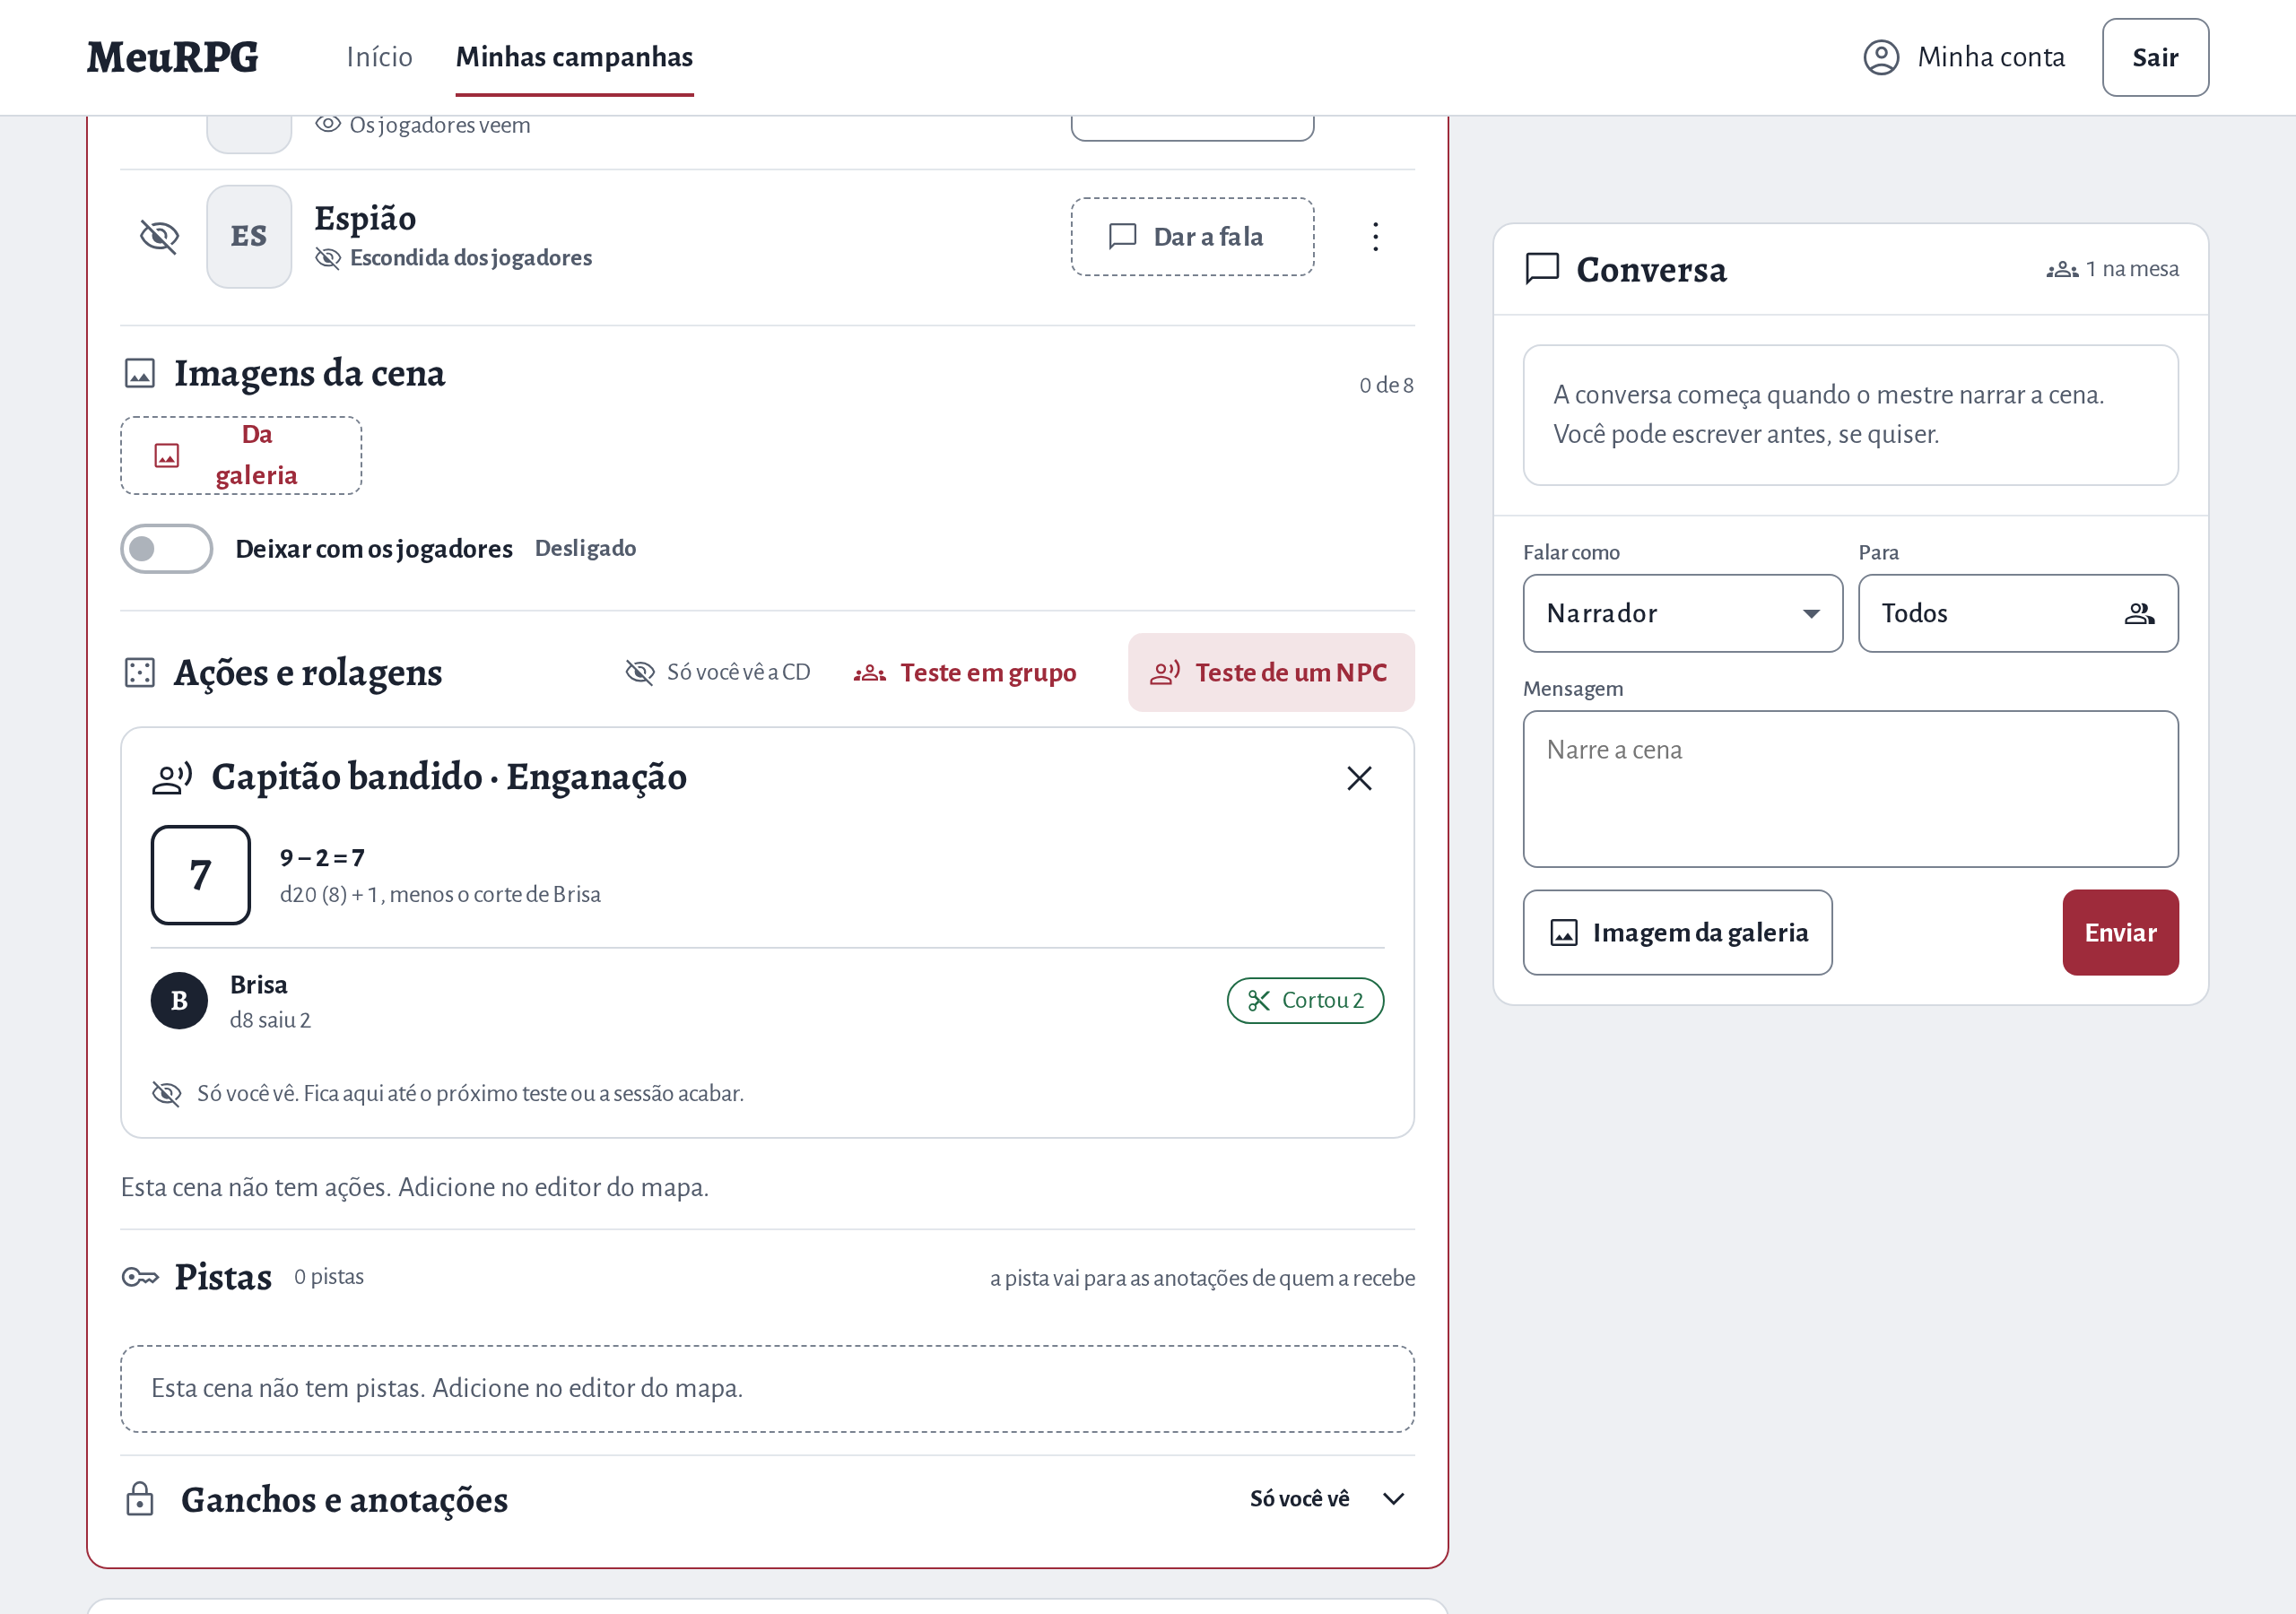 MeuRPG
Início
Minhas campanhas
Minha conta
Sair
Os jogadores veem
ES
Espião
Escondida dos jogadores
Dar a fala
Imagens da cena
0 de 8
Da
galeria
Deixar com os jogadores
Desligado
Ações e rolagens
Só você vê a CD
Teste em grupo
Teste de um NPC
Capitão bandido · Enganação
7
9 – 2 = 7
d20 (8) + 1, menos o corte de Brisa
B
Brisa
d8 saiu 2
Cortou 2
Só você vê. Fica aqui até o próximo teste ou a sessão acabar.
Esta cena não tem ações. Adicione no editor do mapa.
Pistas
0 pistas
a pista vai para as anotações de quem a recebe
Esta cena não tem pistas. Adicione no editor do mapa.
Ganchos e anotações
Só você vê
Conversa
1 na mesa
A conversa começa quando o mestre narrar a cena.
Você pode escrever antes, se quiser.
Falar como
Para
Narrador
Todos
Mensagem
Narre a cena
Imagem da galeria
Enviar